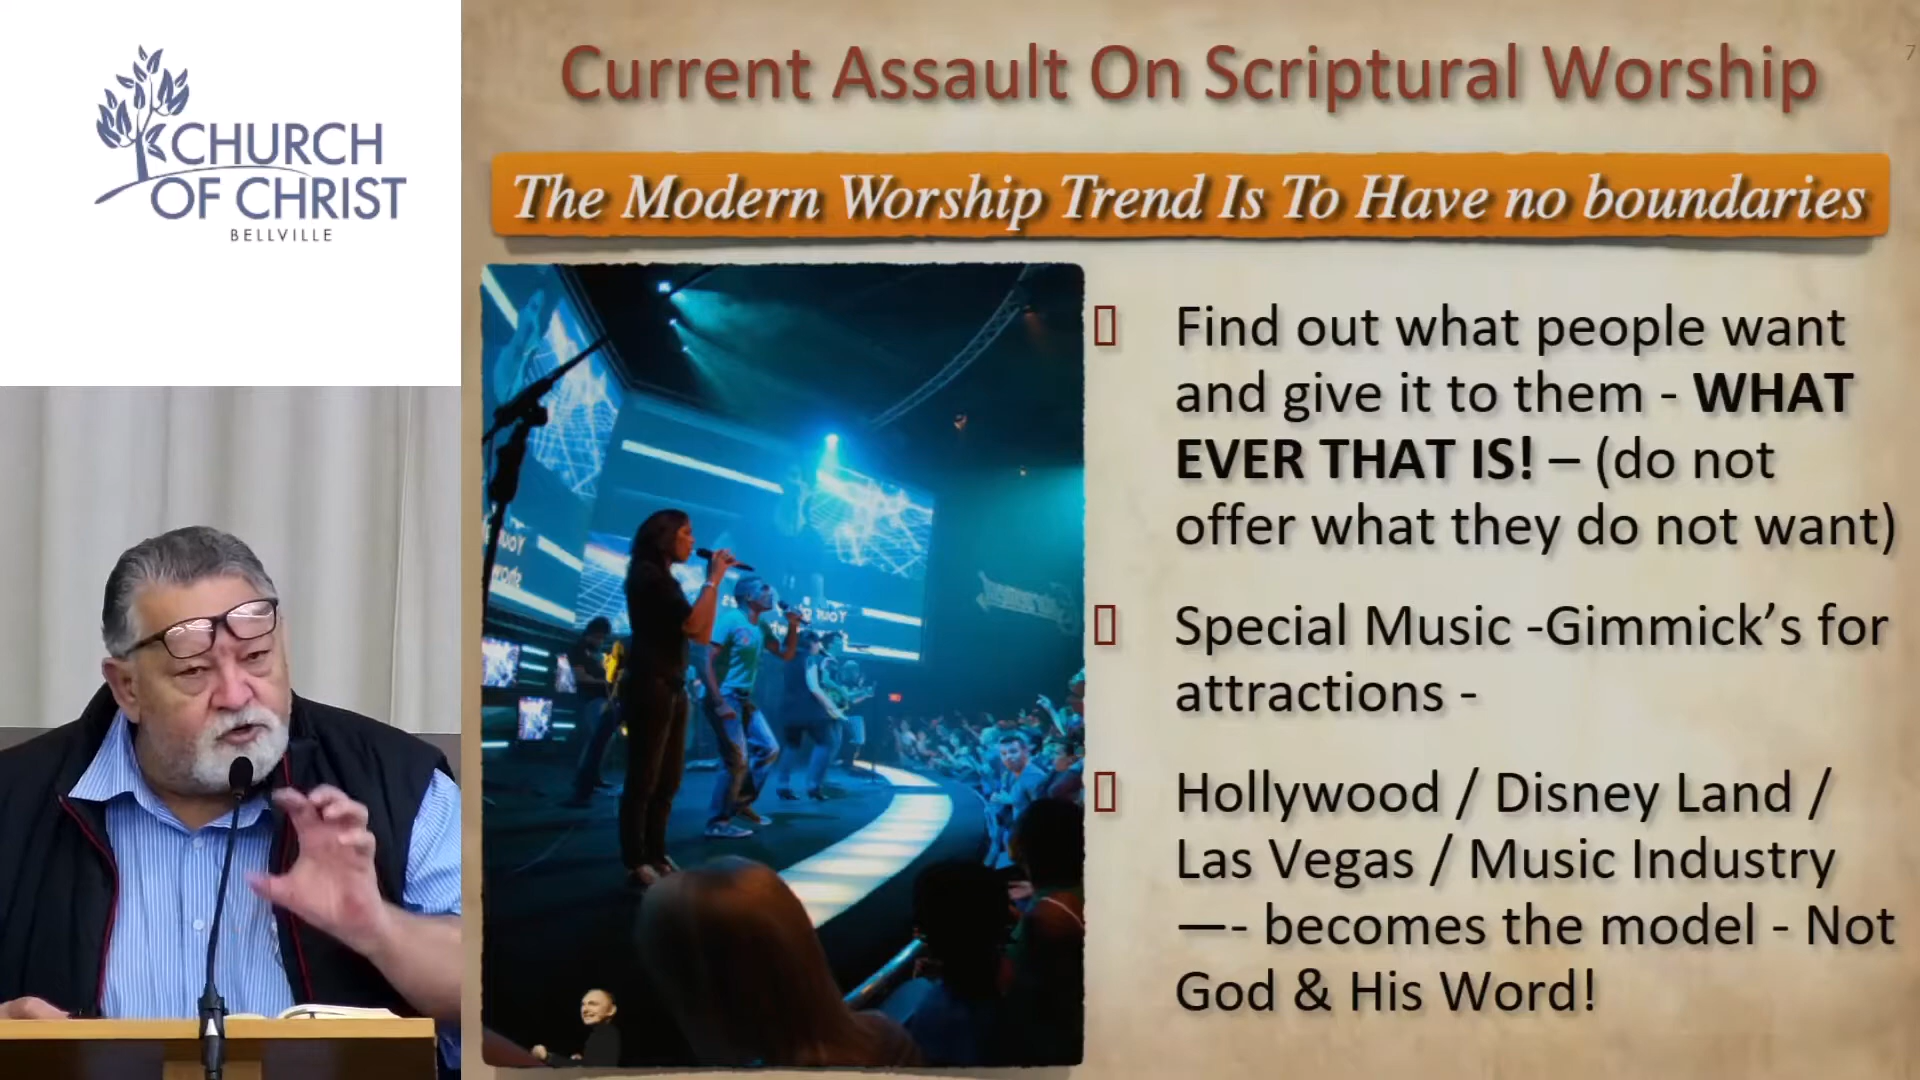 CHURCH
OF CHRIST
BELLVILLE
7
Current Assault On Scriptural Worship
The Modern Worship Trend Is To Have no boundaries
Find out what people want
and give it to them - WHAT
EVER THAT IS! – (do not
offer what they do not want)
Special Music -Gimmick’s for
attractions -
Hollywood / Disney Land /
Las Vegas / Music Industry
—- becomes the model - Not
God & His Word!